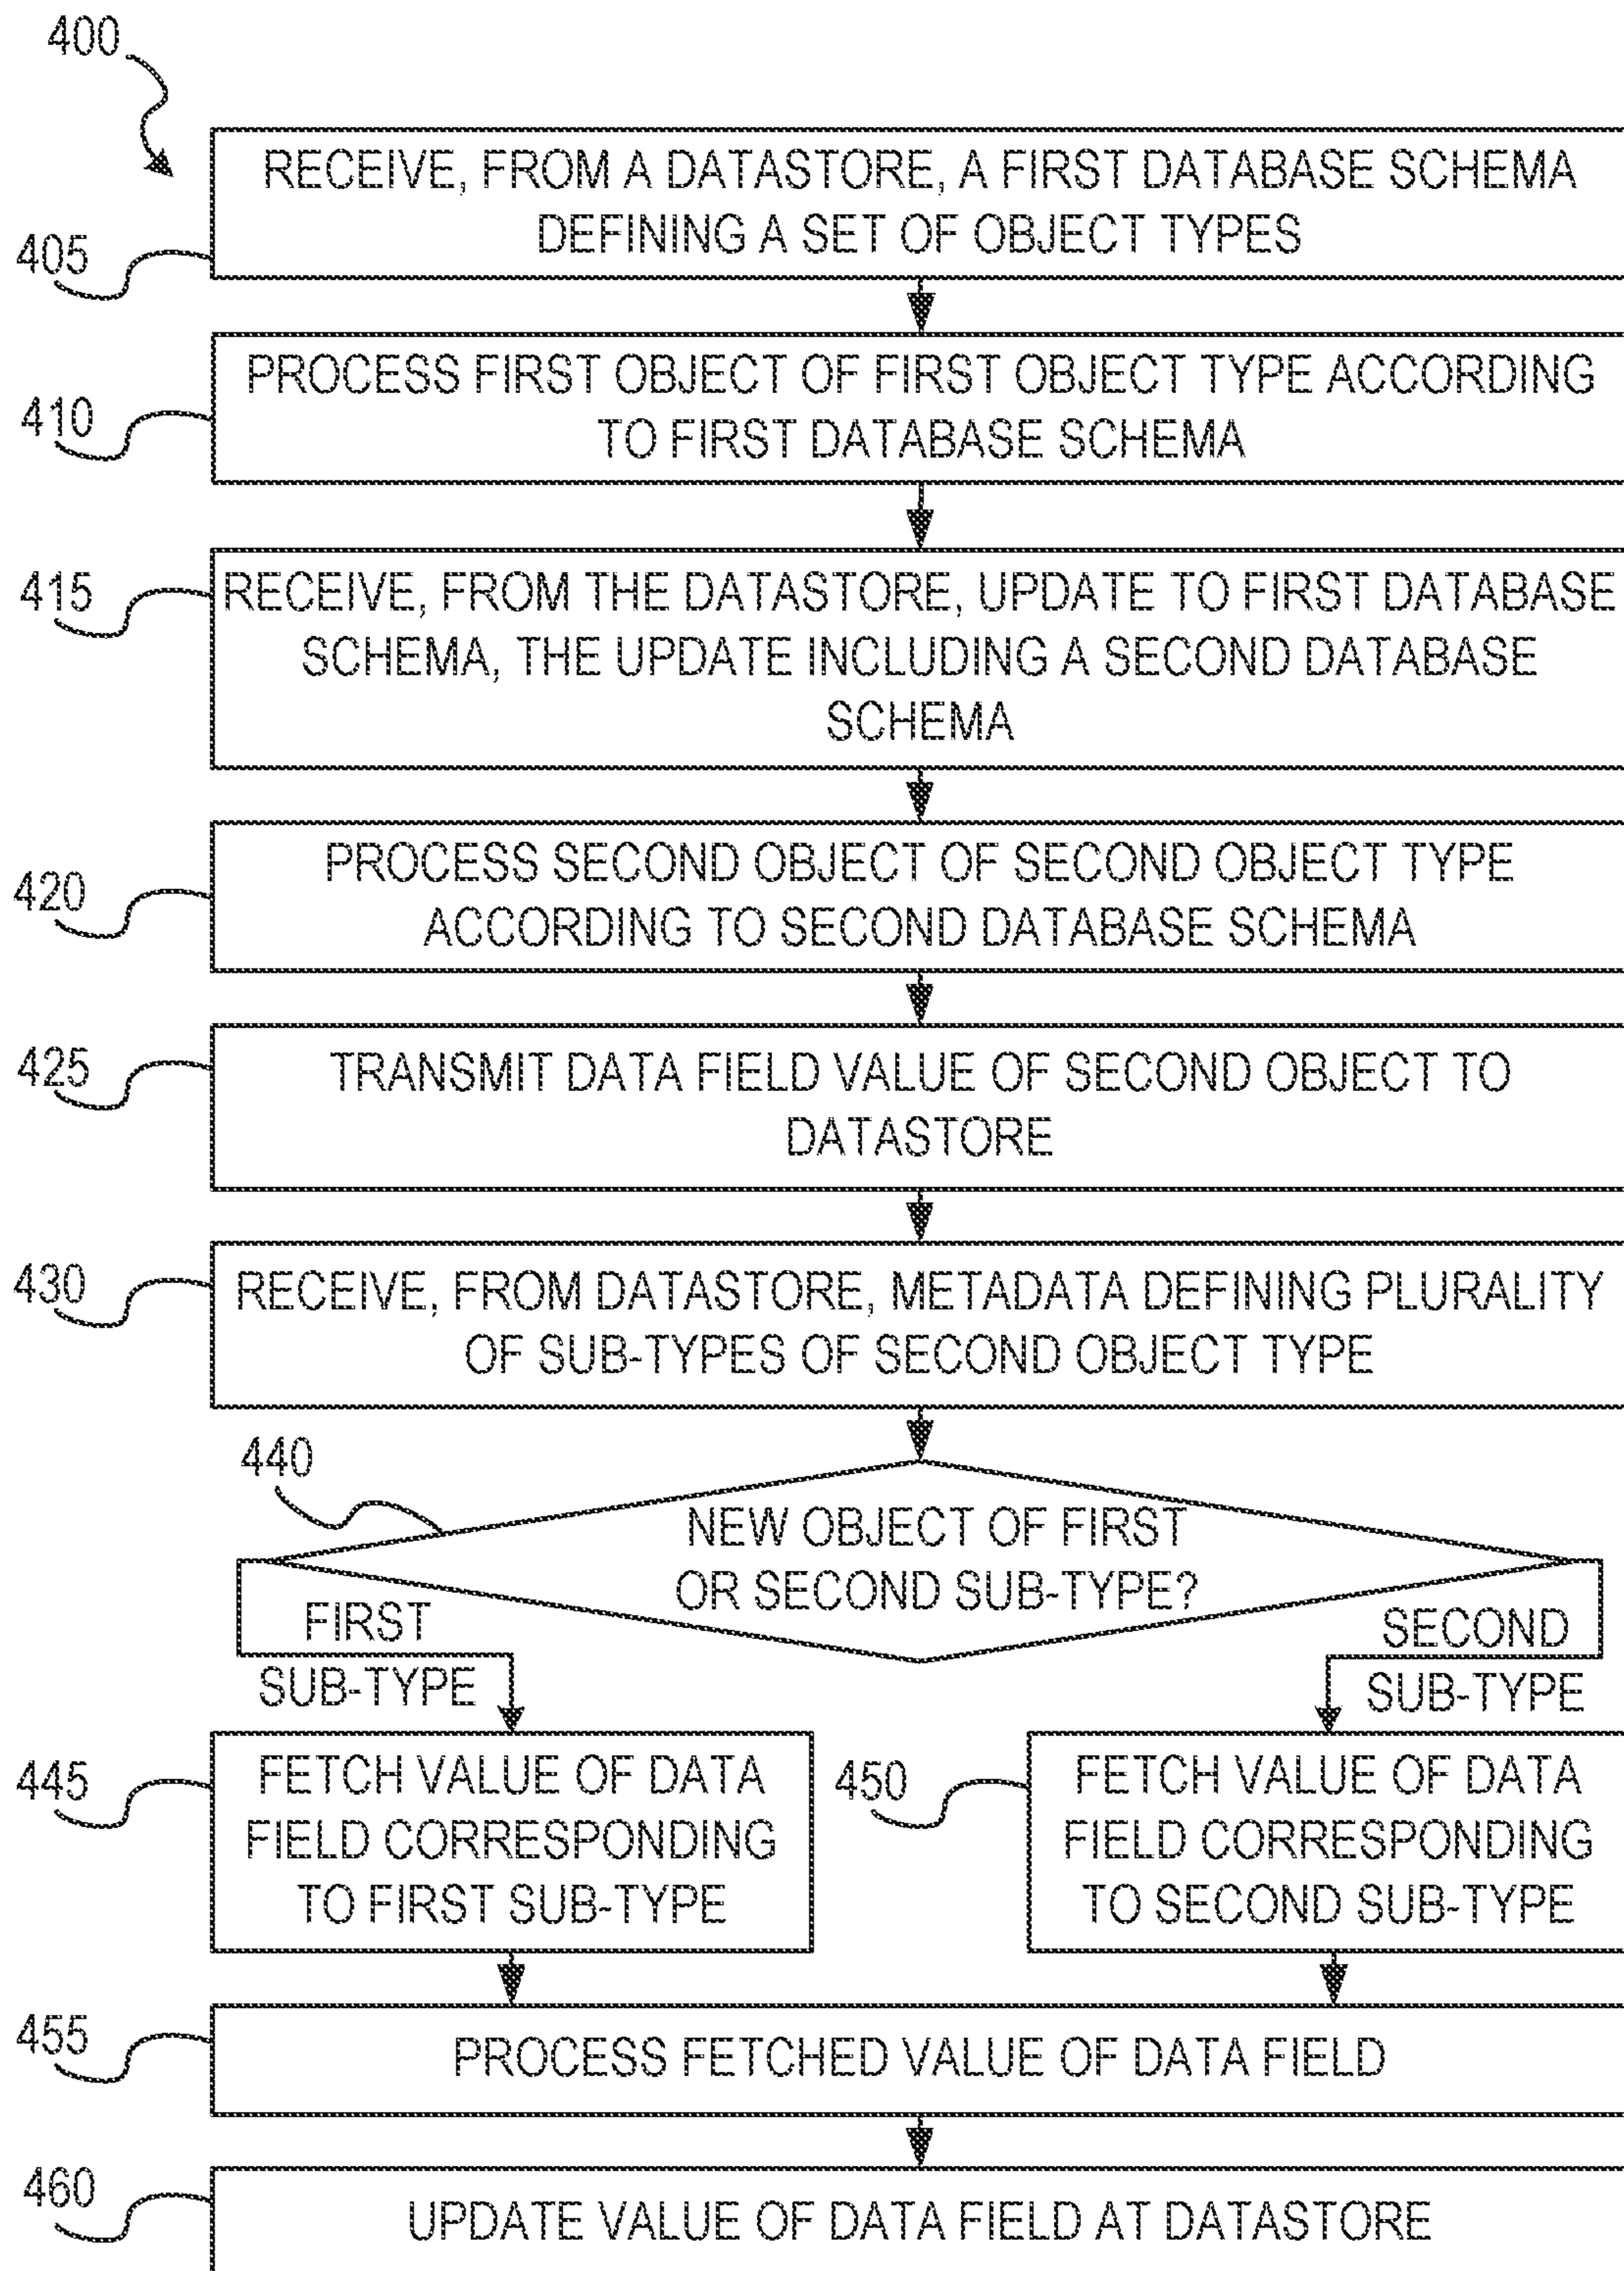 400
RECEIVE, FROM A DATASTORE, A FIRST DATABASE SCHEMA
DEFINING A SET OF OBJECT TYPES
405
PROCESS FIRST OBJECT OF FIRST OBJECT TYPE ACCORDING
TO FIRST DATABASE SCHEMA
410
RECEIVE, FROM THE DATASTORE, UPDATE TO FIRST DATABASE
SCHEMA, THE UPDATE INCLUDING A SECOND DATABASE
SCHEMA
415
PROCESS SECOND OBJECT OF SECOND OBJECT TYPE
ACCORDING TO SECOND DATABASE SCHEMA
420
TRANSMIT DATA FIELD VALUE OF SECOND OBJECT TO
DATASTORE
425
RECEIVE, FROM DATASTORE, METADATA DEFINING PLURALITY
OF SUB-TYPES OF SECOND OBJECT TYPE
430
440
NEW OBJECT OF FIRST
OR SECOND SUB-TYPE?
FIRST
SUB-TYPE
SECOND
SUB-TYPE
445
FETCH VALUE OF DATA
FIELD CORRESPONDING
TO FIRST SUB-TYPE
450
FETCH VALUE OF DATA
FIELD CORRESPONDING
TO SECOND SUB-TYPE
455
PROCESS FETCHED VALUE OF DATA FIELD
460
UPDATE VALUE OF DATA FIELD AT DATASTORE